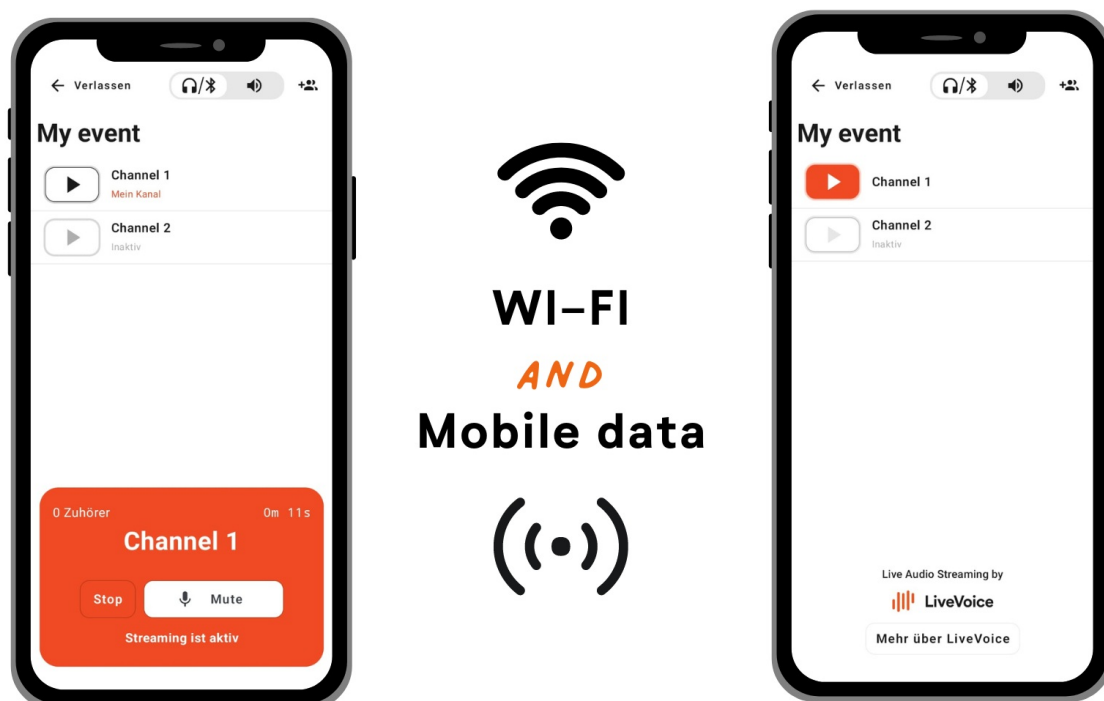 Verlassen
My event
Channel 1
Mein Kanal
Channel 2
Inaktiv
0 Zuhörer 0m 11s
Channel 1
Stop Mute
Streaming ist aktiv
WI-FI
AND
Mobile data
Verlassen
My event
Channel 1
Channel 2
Inaktiv
Live Audio Streaming by
LiveVoice
Mehr über LiveVoice